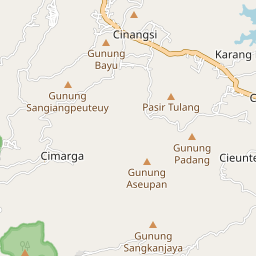 Cinangsi
Gunung
Bayu
Karang
Gunung
Sangiangpeuteuy
Pasir Tulang
Cimarga
Gunung
Padang
Cieunte
Gunung
Aseupan
Gunung
Sangkanjaya